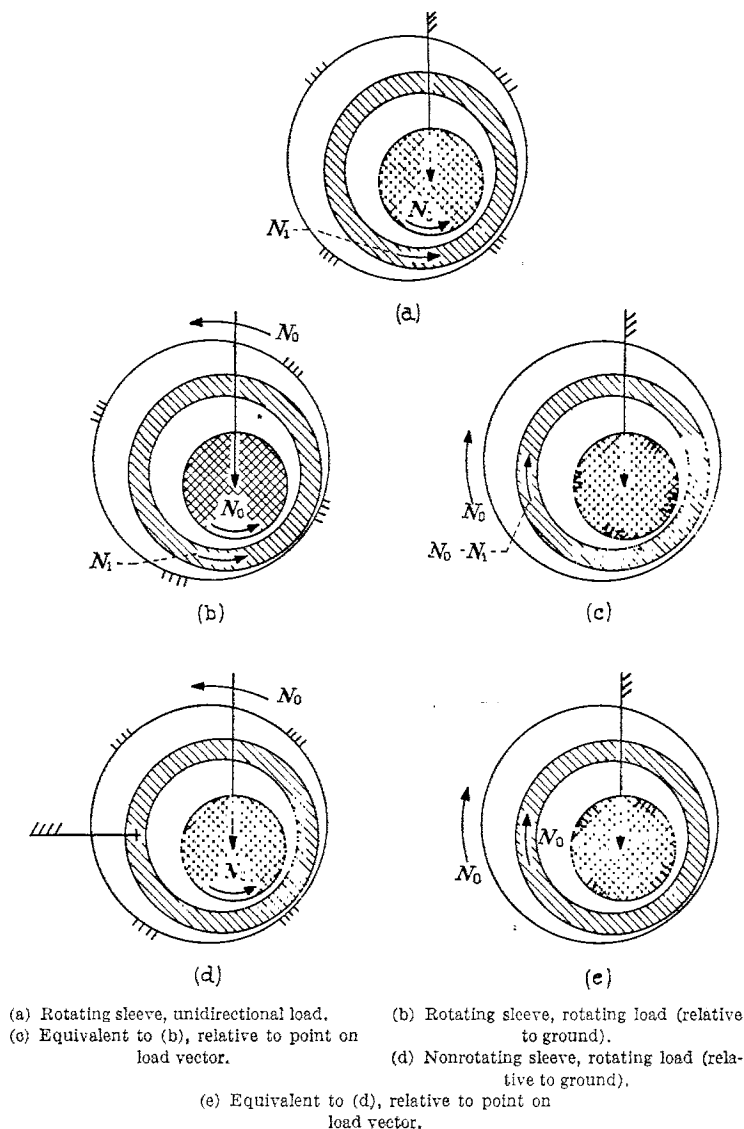 N
N₁
(a)
N₀
N₀
N₁
(b)
N₀
N₀ - N₁
(c)
N₀
N
(d)
N₀
N₀
(e)
(a) Rotating sleeve, unidirectional load.
(b) Rotating sleeve, rotating load (relative
to ground).
(c) Equivalent to (b), relative to point on
load vector.
(d) Nonrotating sleeve, rotating load (rela-
tive to ground).
(e) Equivalent to (d), relative to point on
load vector.